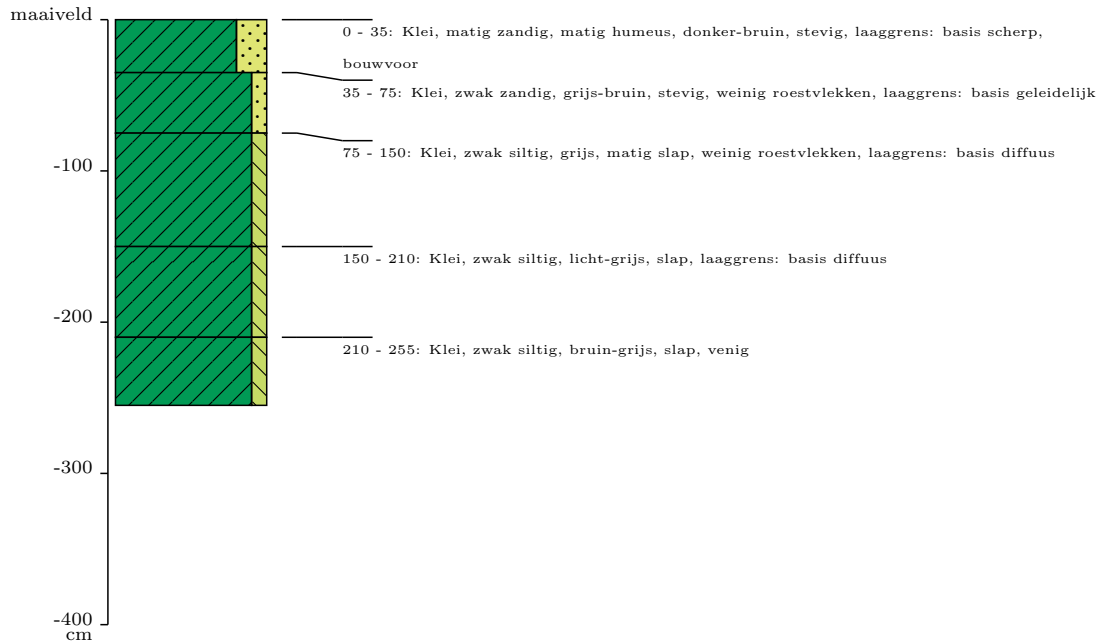 maaiveld
0 - 35: Klei, matig zandig, matig humeus, donker-bruin, stevig, laaggrens: basis scherp,
bouwvoor
35 - 75: Klei, zwak zandig, grijs-bruin, stevig, weinig roestvlekken, laaggrens: basis geleidelijk
75 - 150: Klei, zwak siltig, grijs, matig slap, weinig roestvlekken, laaggrens: basis diffuus
-100
150 - 210: Klei, zwak siltig, licht-grijs, slap, laaggrens: basis diffuus
-200
210 - 255: Klei, zwak siltig, bruin-grijs, slap, venig
-300
-400
cm